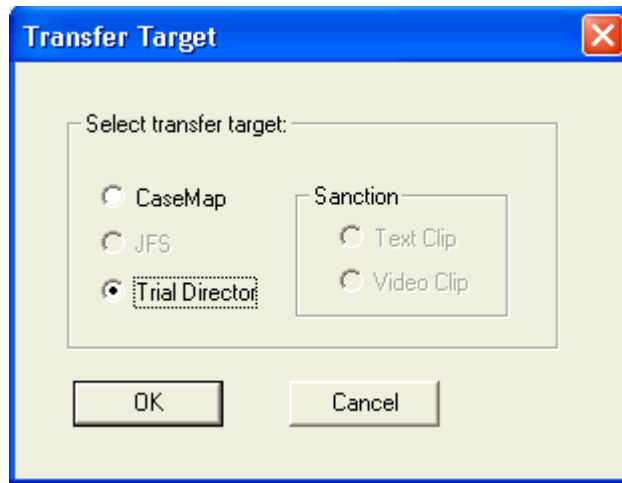 Transfer Target
Select transfer target:
CaseMap
JFS
Trial Director
Sanction
Text Clip
Video Clip
OK
Cancel